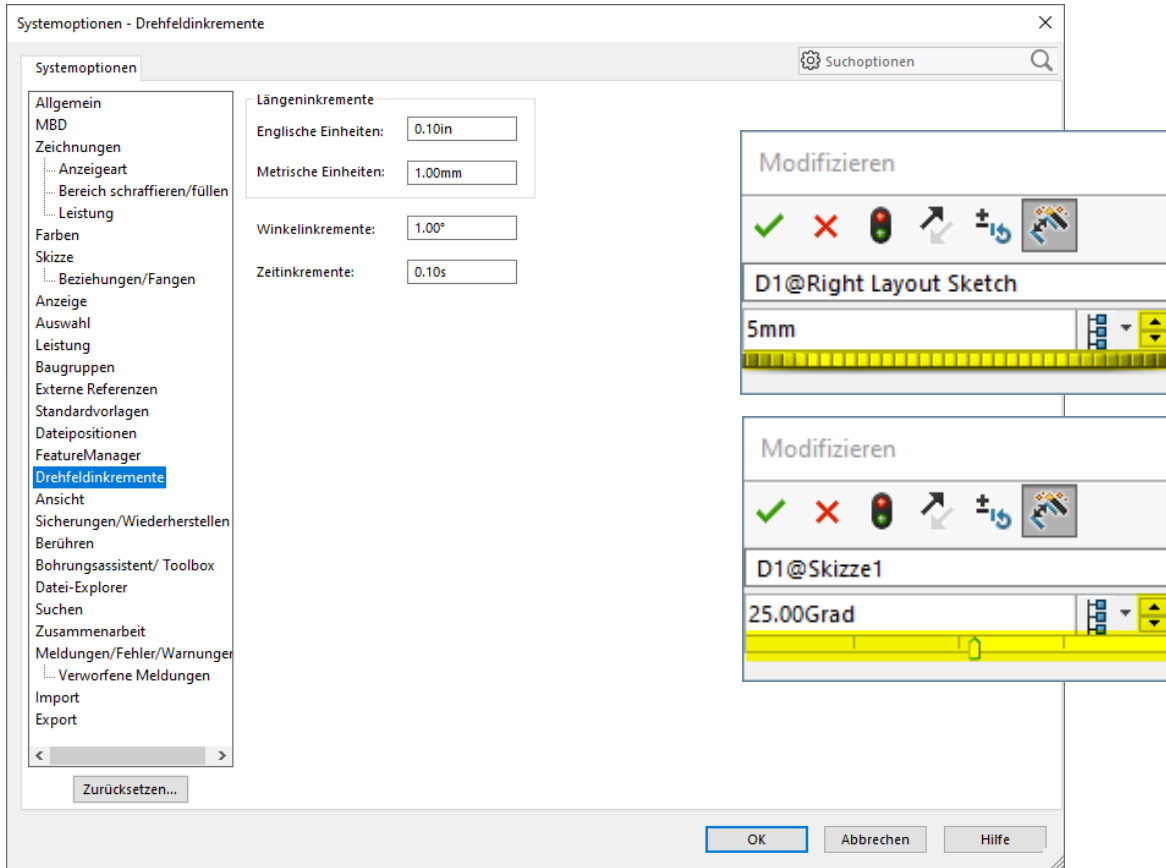 Systemoptionen - Drehfeldinkremente
Systemoptionen
Suchoptionen
Allgemein
MBD
Zeichnungen
Anzeigeart
Bereich schraffieren/füllen
Leistung
Farben
Skizze
Beziehungen/Fangen
Anzeige
Auswahl
Leistung
Baugruppen
Externe Referenzen
Standardvorlagen
Dateipositionen
FeatureManager
Drehfeldinkremente
Ansicht
Sicherungen/Wiederherstellen
Berühren
Bohrungsassistent/ Toolbox
Datei-Explorer
Suchen
Zusammenarbeit
Meldungen/Fehler/Warnunger
Verworfene Meldungen
Import
Export
Zurücksetzen...
Längeninkremente
Englische Einheiten: 0.10in
Metrische Einheiten: 1.00mm
Winkelinkremente: 1.00°
Zeitinkremente: 0.10s
Modifizieren
D1@Right Layout Sketch
5mm
Modifizieren
D1@Skizze1
25.00Grad
OK Abbrechen Hilfe